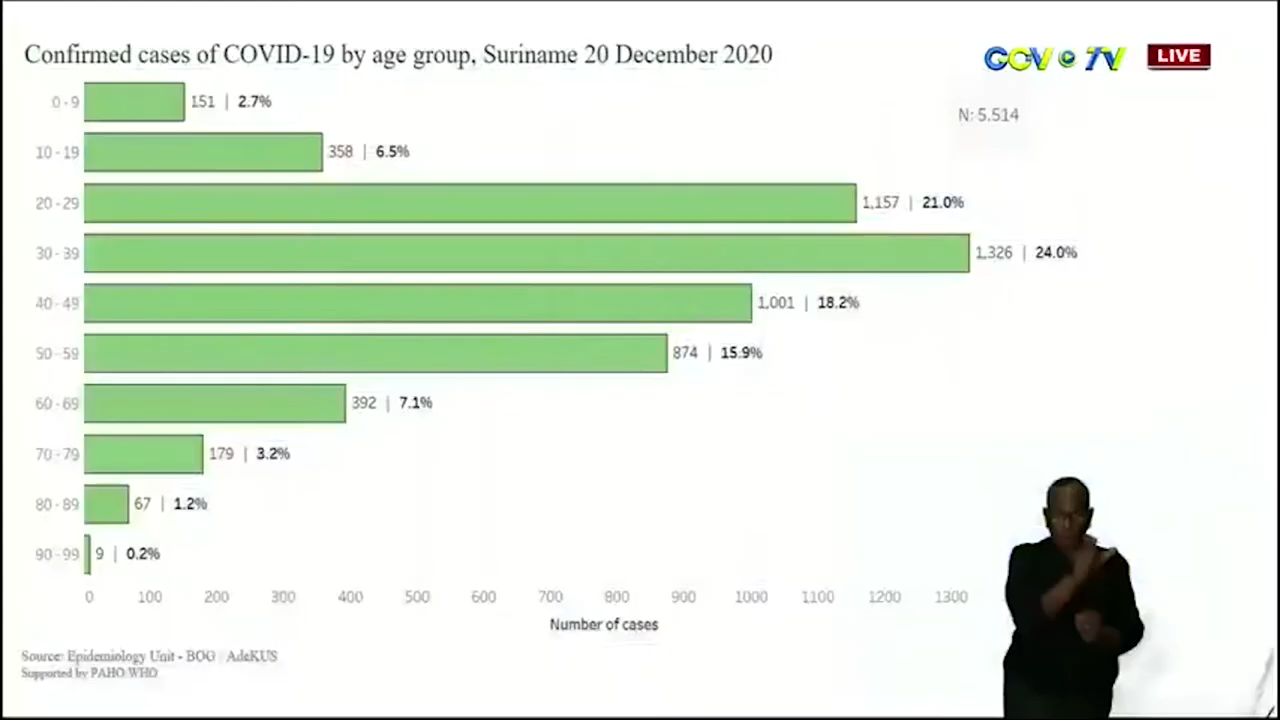 Confirmed cases of COVID-19 by age group, Suriname 20 December 2020
GOV TV
LIVE
N: 5.514
0 - 9 151 | 2.7%
10 - 19 358 | 6.5%
20 - 29 1,157 | 21.0%
30 - 39 1,326 | 24.0%
40 - 49 1,001 | 18.2%
50 - 59 874 | 15.9%
60 - 69 392 | 7.1%
70 - 79 179 | 3.2%
80 - 89 67 | 1.2%
90 - 99 9 | 0.2%
0 100 200 300 400 500 600 700 800 900 1000 1100 1200 1300
Number of cases
Source: Epidemiology Unit - BOG / AdeKUS
Supported by PAHO/WHO